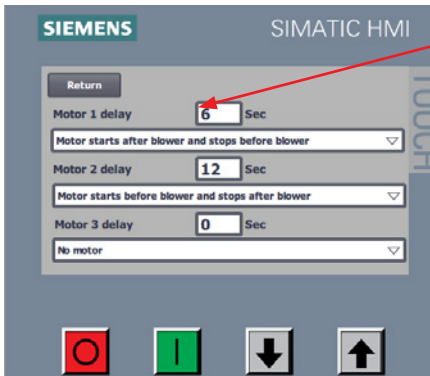 SIEMENS SIMATIC HMI
TOUCH
Return
Motor 1 delay 6 Sec
Motor starts after blower and stops before blower
Motor 2 delay 12 Sec
Motor starts before blower and stops after blower
Motor 3 delay 0 Sec
No motor